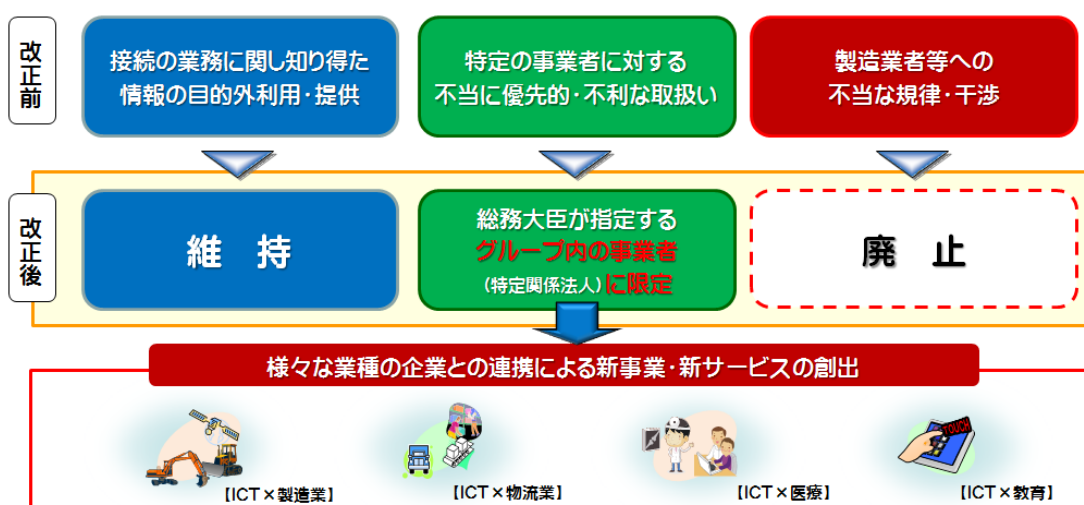 改正前
接続の業務に関し知り得た
情報の目的外利用・提供
特定の事業者に対する
不当に優先的・不利な取扱い
製造業者等への
不当な規律・干渉
改正後
維 持
総務大臣が指定する
グループ内の事業者
(特定関係法人)に限定
廃 止
様々な業種の企業との連携による新事業・新サービスの創出
TOUCH
【ICT×製造業】
【ICT×物流業】
【ICT×医療】
【ICT×教育】